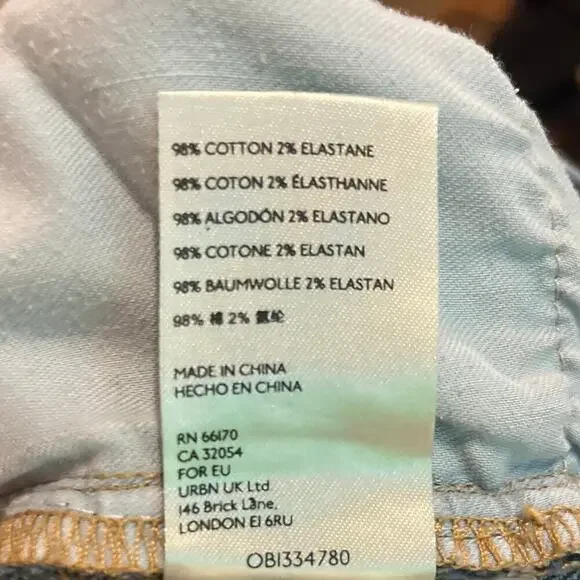 98% COTTON 2% ELASTANE
98% COTON 2% ÉLASTHANNE
98% ALGODÓN 2% ELASTANO
98% COTONE 2% ELASTAN
98% BAUMWOLLE 2% ELASTAN
98% 棉 2% 氨纶
MADE IN CHINA
HECHO EN CHINA
RN 66170
CA 32054
FOR EU
URBN UK Ltd
146 Brick Lane,
LONDON E1 6RU
OB1334780